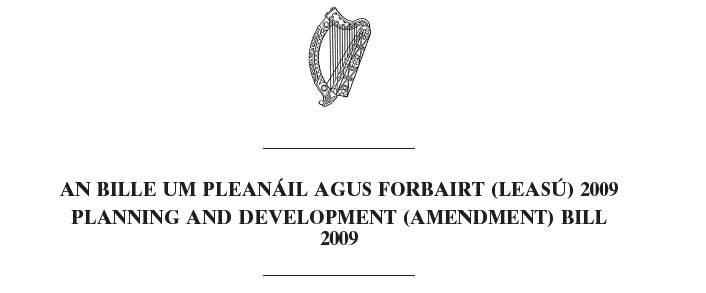 AN BILLE UM PLEANÁIL AGUS FORBAIRT (LEASÚ) 2009
PLANNING AND DEVELOPMENT (AMENDMENT) BILL
2009